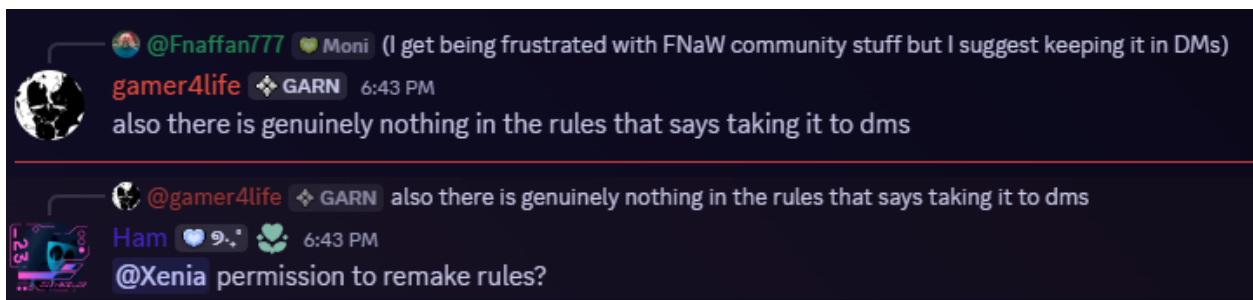 @Fnaffan777 Moni (I get being frustrated with FNaW community stuff but I suggest keeping it in DMs)
gamer4life GARN 6:43 PM
also there is genuinely nothing in the rules that says taking it to dms
@gamer4life GARN also there is genuinely nothing in the rules that says taking it to dms
Ham 6:43 PM
@Xenia permission to remake rules?